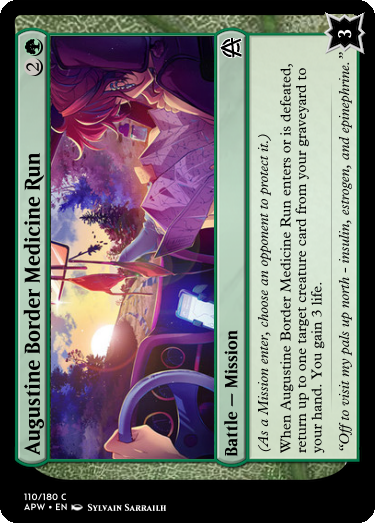 Augustine Border Medicine Run
2
Battle — Mission
(As a Mission enter, choose an opponent to protect it.)
When Augustine Border Medicine Run enters or is defeated,
return up to one target creature card from your graveyard to
your hand. You gain 3 life.
“Off to visit my pals up north – insulin, estrogen, and epinephrine.”
3
110/180 C
APW • EN Sylvain Sarrailh